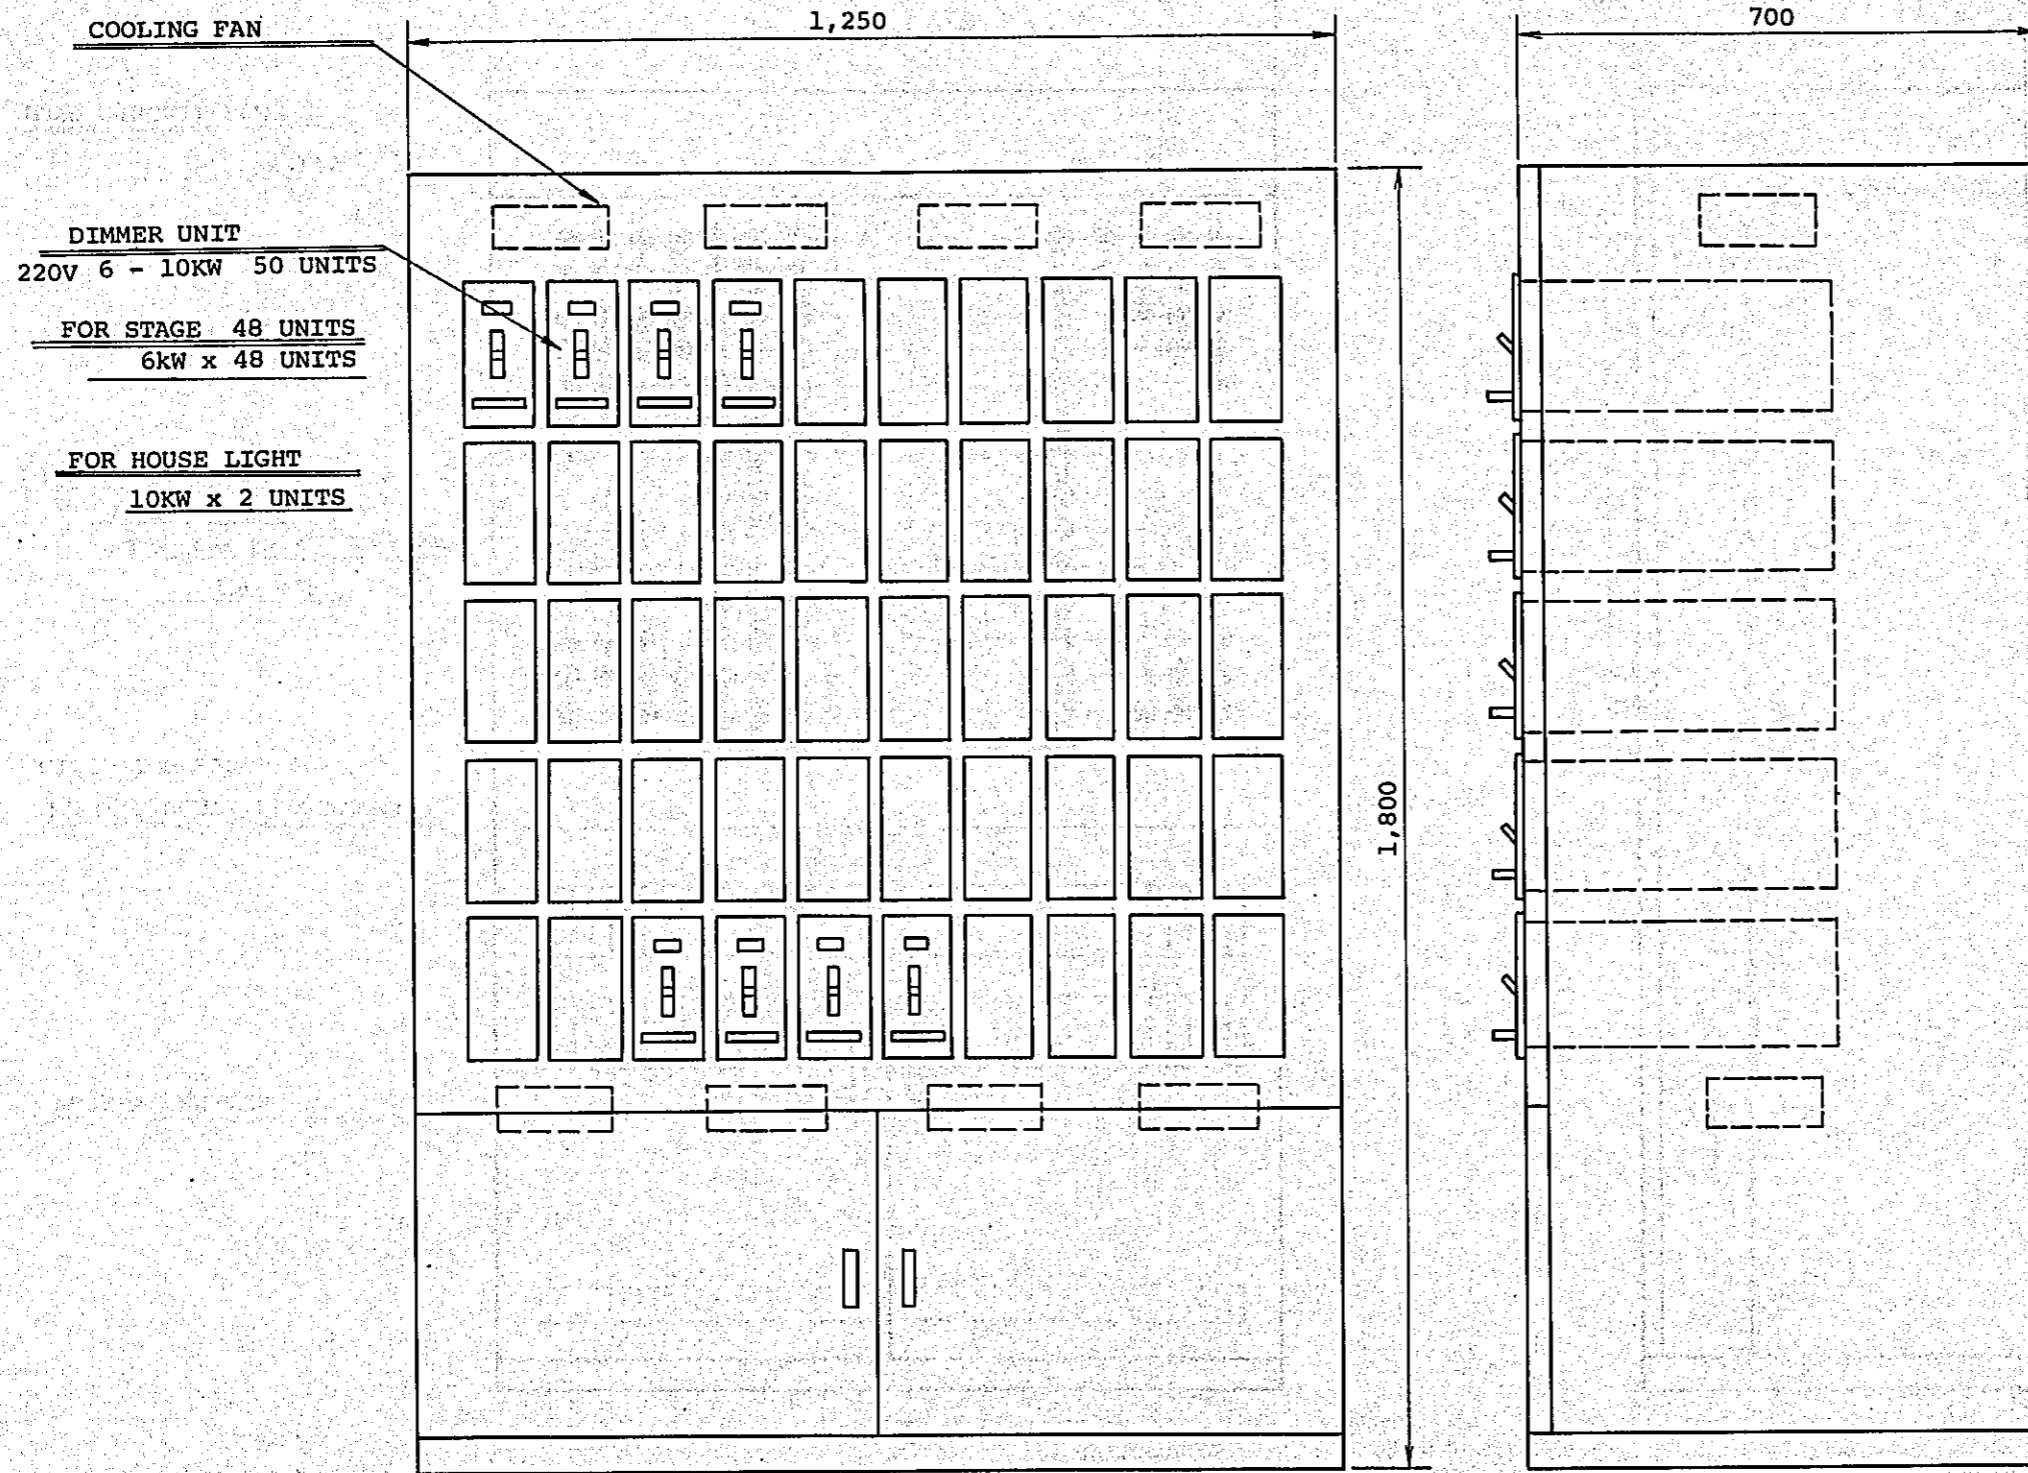 COOLING FAN
1,250
700
DIMMER UNIT
220V 6 - 10KW 50 UNITS
FOR STAGE 48 UNITS
6kW x 48 UNITS
FOR HOUSE LIGHT
10KW x 2 UNITS
1,800